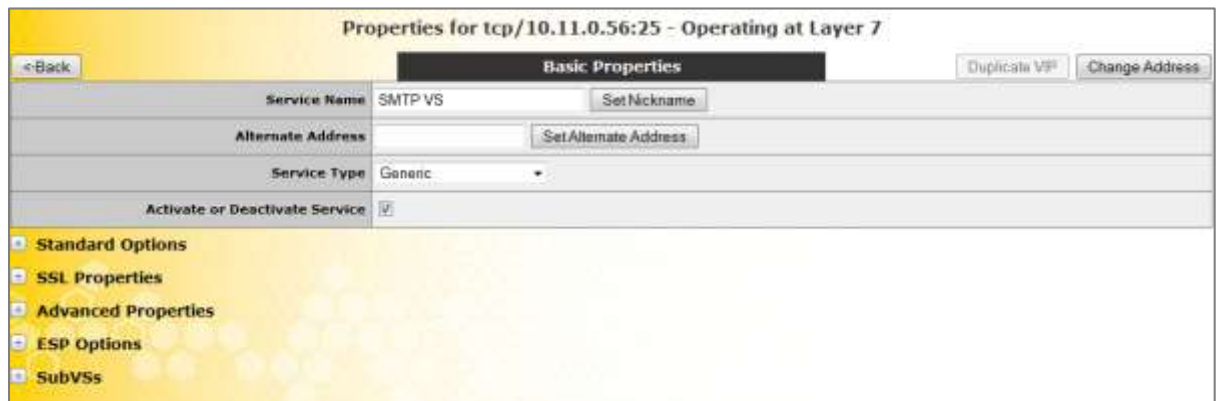 Properties for tcp/10.11.0.56:25 - Operating at Layer 7
<-Back Basic Properties Duplicate VIP Change Address
Service Name SMTP VS Set Nickname
Alternate Address Set Alternate Address
Service Type Generic
Activate or Deactivate Service
Standard Options
SSL Properties
Advanced Properties
ESP Options
SubVSs